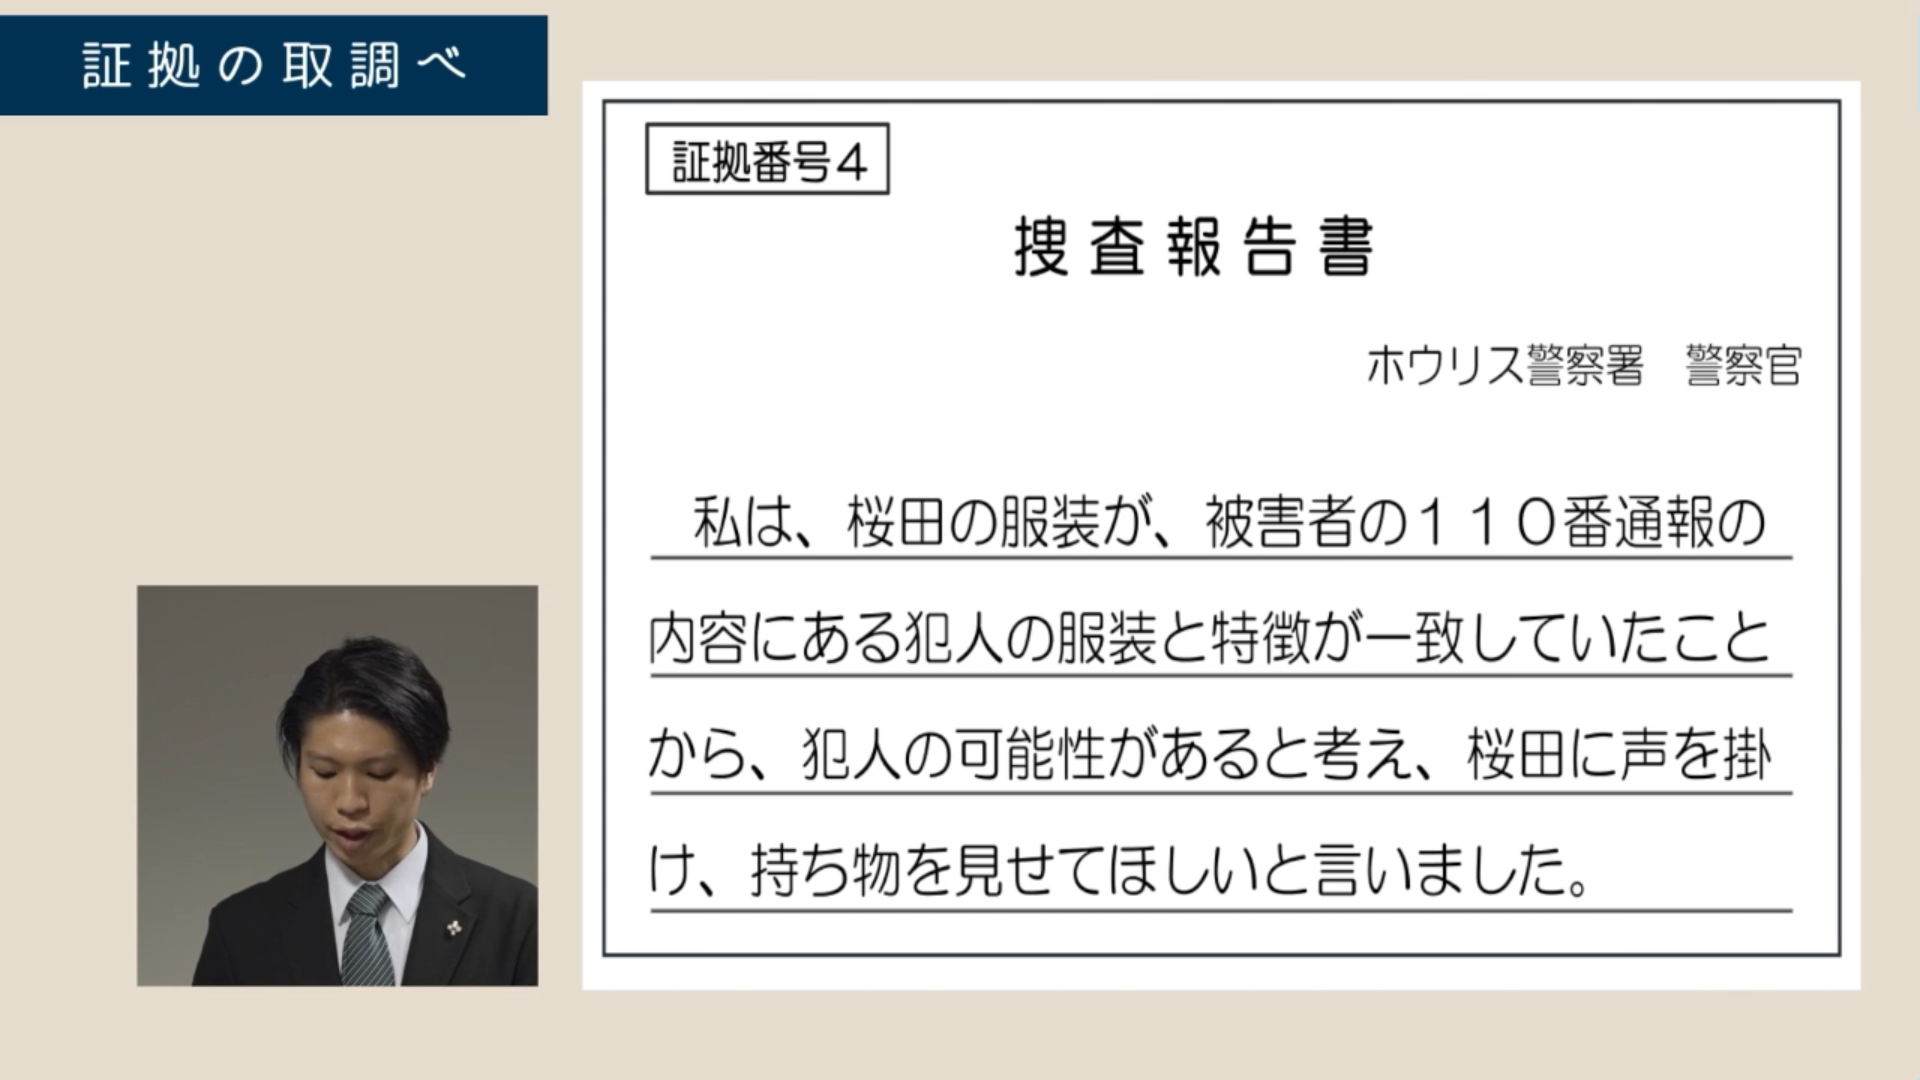 証拠の取調べ
証拠番号４
捜査報告書
ホウリス警察署　警察官
私は、桜田の服装が、被害者の１１０番通報の
内容にある犯人の服装と特徴が一致していたこと
から、犯人の可能性があると考え、桜田に声を掛
け、持ち物を見せてほしいと言いました。